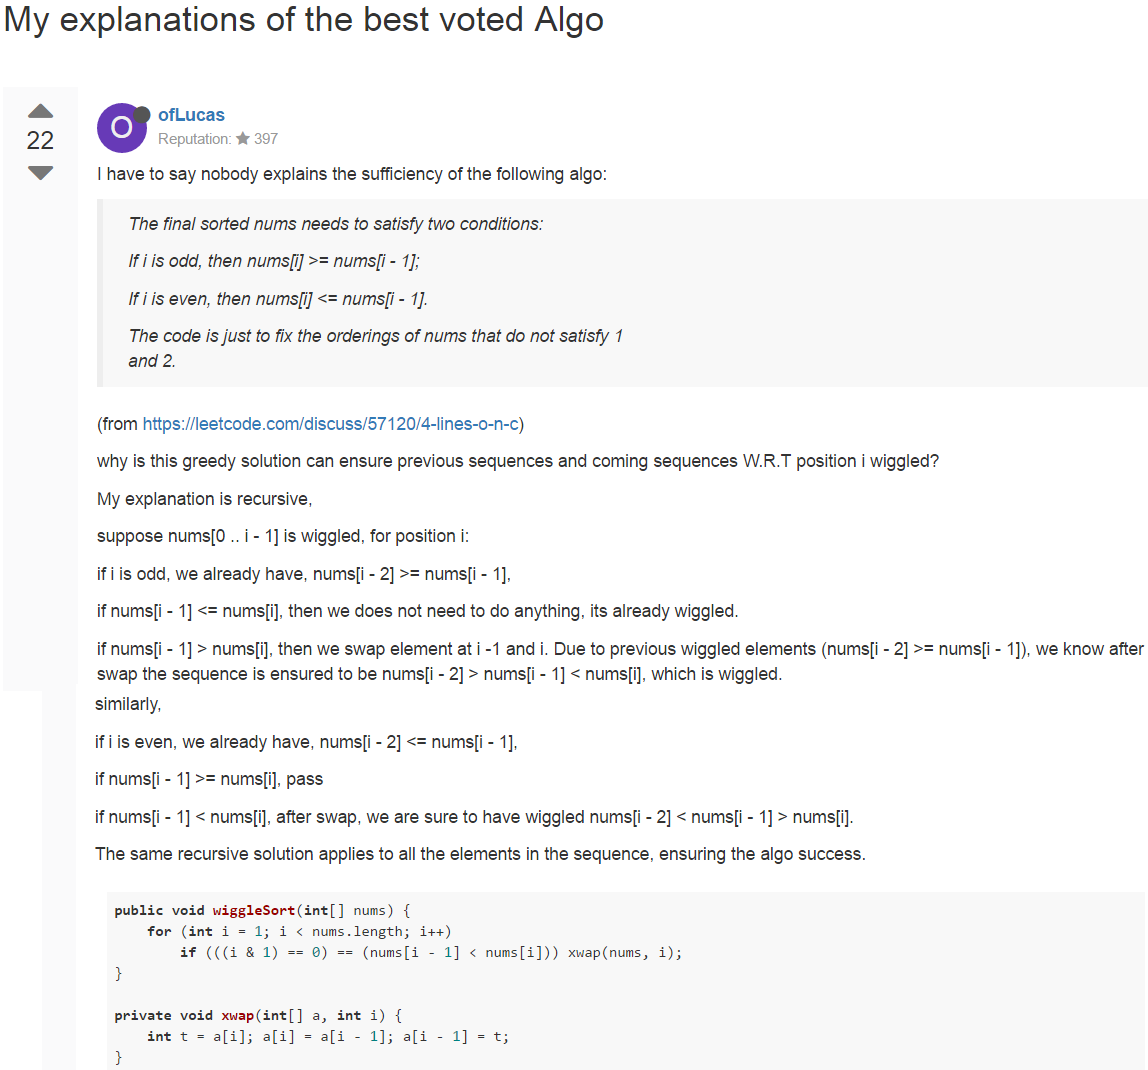 My explanations of the best voted Algo
22
O
ofLucas
Reputation: ★ 397
I have to say nobody explains the sufficiency of the following algo:
The final sorted nums needs to satisfy two conditions:
If i is odd, then nums[i] >= nums[i - 1];
If i is even, then nums[i] <= nums[i - 1].
The code is just to fix the orderings of nums that do not satisfy 1
and 2.
(from https://leetcode.com/discuss/57120/4-lines-o-n-c)
why is this greedy solution can ensure previous sequences and coming sequences W.R.T position i wiggled?
My explanation is recursive,
suppose nums[0 .. i - 1] is wiggled, for position i:
if i is odd, we already have, nums[i - 2] >= nums[i - 1],
if nums[i - 1] <= nums[i], then we does not need to do anything, its already wiggled.
if nums[i - 1] > nums[i], then we swap element at i -1 and i. Due to previous wiggled elements (nums[i - 2] >= nums[i - 1]), we know after
swap the sequence is ensured to be nums[i - 2] > nums[i - 1] < nums[i], which is wiggled.
similarly,
if i is even, we already have, nums[i - 2] <= nums[i - 1],
if nums[i - 1] >= nums[i], pass
if nums[i - 1] < nums[i], after swap, we are sure to have wiggled nums[i - 2] < nums[i - 1] > nums[i].
The same recursive solution applies to all the elements in the sequence, ensuring the algo success.
public void wiggleSort(int[] nums) {
    for (int i = 1; i < nums.length; i++)
        if (((i & 1) == 0) == (nums[i - 1] < nums[i])) xwap(nums, i);
}
private void xwap(int[] a, int i) {
    int t = a[i]; a[i] = a[i - 1]; a[i - 1] = t;
}